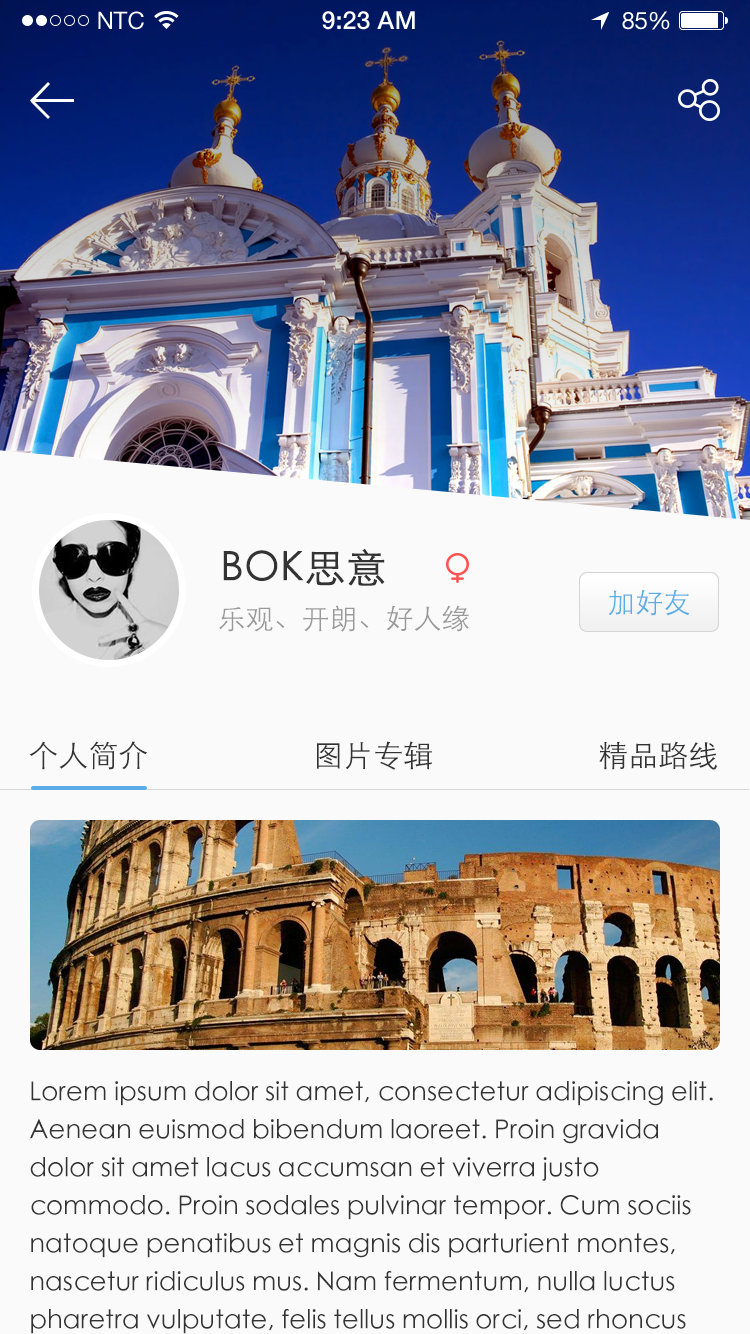 NTC 9:23 AM 85%
BOK思意
乐观、开朗、好人缘
加好友
个人简介 图片专辑 精品路线
Lorem ipsum dolor sit amet, consectetur adipiscing elit.
Aenean euismod bibendum laoreet. Proin gravida
dolor sit amet lacus accumsan et viverra justo
commodo. Proin sodales pulvinar tempor. Cum sociis
natoque penatibus et magnis dis parturient montes,
nascetur ridiculus mus. Nam fermentum, nulla luctus
pharetra vulputate, felis tellus mollis orci, sed rhoncus